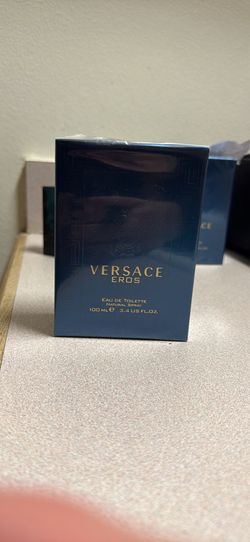 VERSACE
EROS
EAU DE TOILETTE
NATURAL SPRAY
100 ML ℮ 3.4 US FL.OZ.